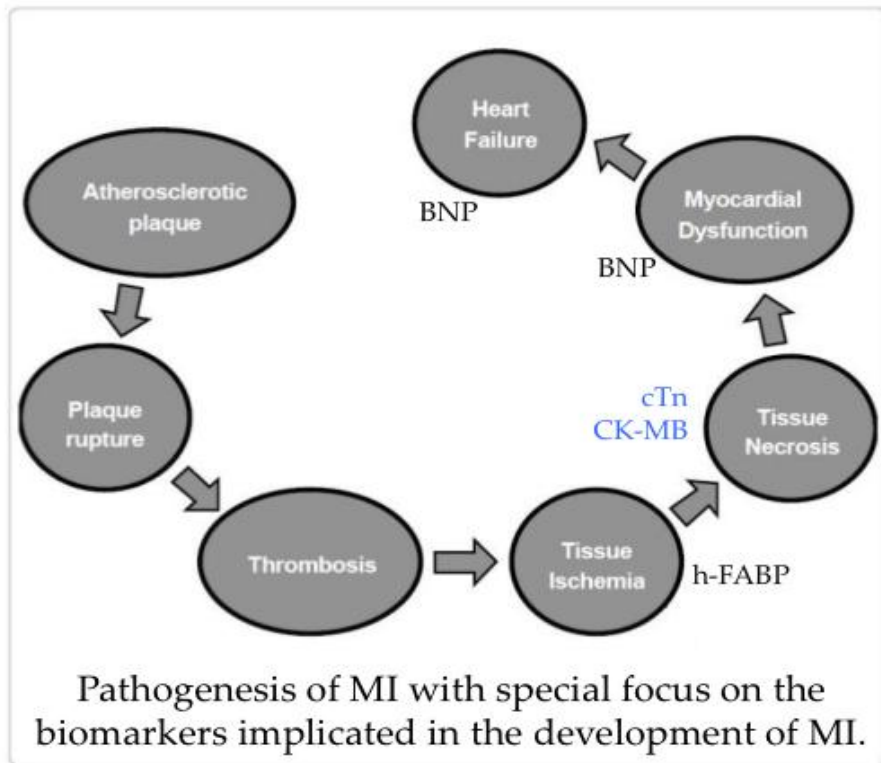 Atherosclerotic
plaque
Plaque
rupture
Thrombosis
Tissue
Ischemia
h-FABP
cTn
CK-MB
Tissue
Necrosis
Myocardial
Dysfunction
BNP
Heart
Failure
BNP
Pathogenesis of MI with special focus on the
biomarkers implicated in the development of MI.